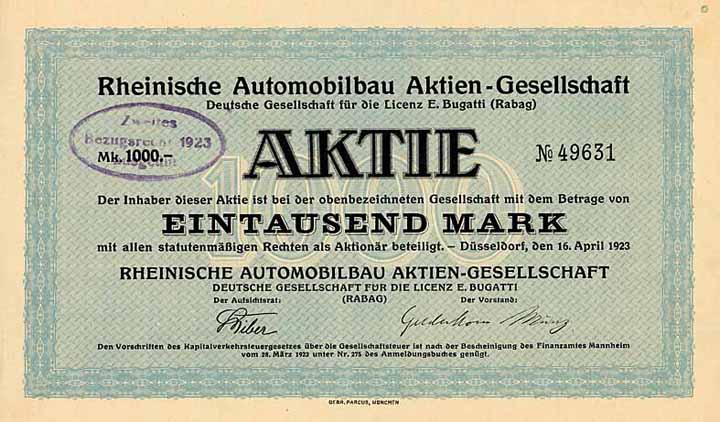 Rheinische Automobilbau Aktien-Gesellschaft
Deutsche Gesellschaft für die Licenz E. Bugatti (Rabag)
Zweites
Bezugsrecht 1923
Mk. 1000.–
AKTIE
№ 49631
1000
Der Inhaber dieser Aktie ist bei der obenbezeichneten Gesellschaft mit dem Betrage von
EINTAUSEND MARK
mit allen statutenmäßigen Rechten als Aktionär beteiligt. – Düsseldorf, den 16. April 1923
RHEINISCHE AUTOMOBILBAU AKTIEN-GESELLSCHAFT
DEUTSCHE GESELLSCHAFT FÜR DIE LICENZ E. BUGATTI
Der Aufsichtsrat: (RABAG) Der Vorstand:
Den Vorschriften des Kapitalverkehrsteuergesetzes über die Gesellschaftsteuer ist nach der Bescheinigung des Finanzamtes Mannheim
vom 28. März 1923 unter Nr. 275 des Anmeldungsbuches genügt.
GEBR. PARCUS, MÜNCHEN